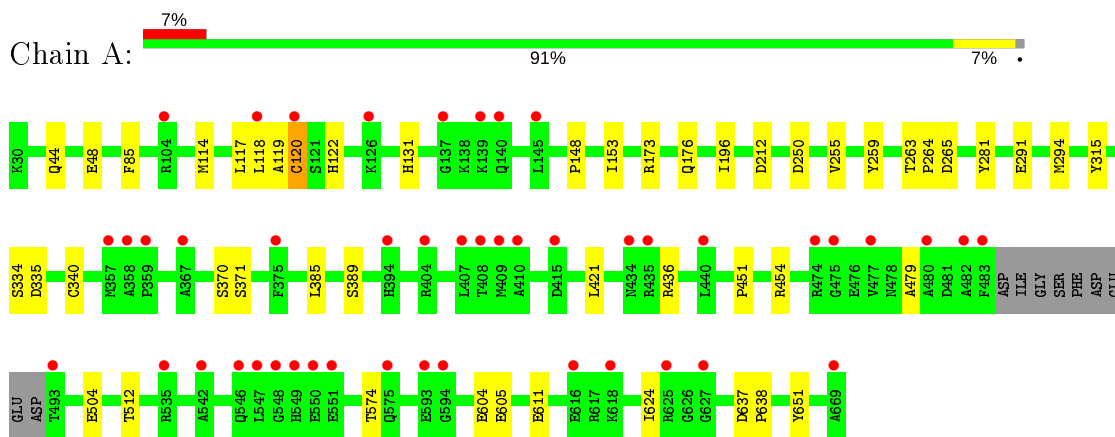 7%
Chain A:
91%
7%
•
K30 Q44 E48 F85 R104 M114 L117 L118 A119 C120 S121 H122 K126 H131 G137 K138 K139 Q140 L145 P148 I153 R173 Q176 I196 D212 D250 V255 Y259 T263 P264 D265 Y281 E291 M294 Y315
S334 D335 C340 M357 A358 P359 A367 S370 S371 F375 L385 S389 H394 R404 L407 T408 M409 A410 D415 L421 N434 R435 R436 L440 P451 R454 R474 G475 E476 V477 N478 A479 A480 D481 A482 F483 ASP ILE GLY SER PHE ASP GLU
GLU ASP T493 E504 T512 R535 A542 Q546 L547 G548 H549 E550 E551 T574 Q575 E593 G594 E604 E605 E611 E616 R617 K618 I624 R625 G626 G627 D637 P638 Y651 A669